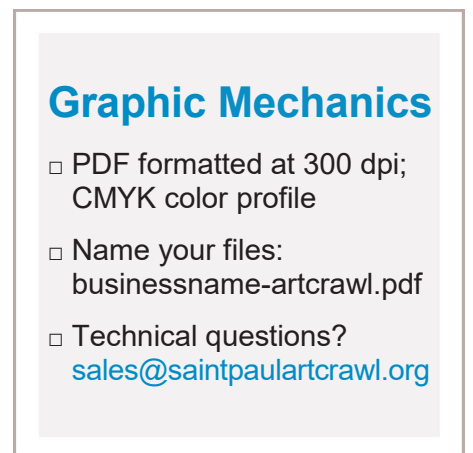 Graphic Mechanics
□ PDF formatted at 300 dpi;
CMYK color profile
□ Name your files:
businessname-artcrawl.pdf
□ Technical questions?
sales@saintpaulartcrawl.org